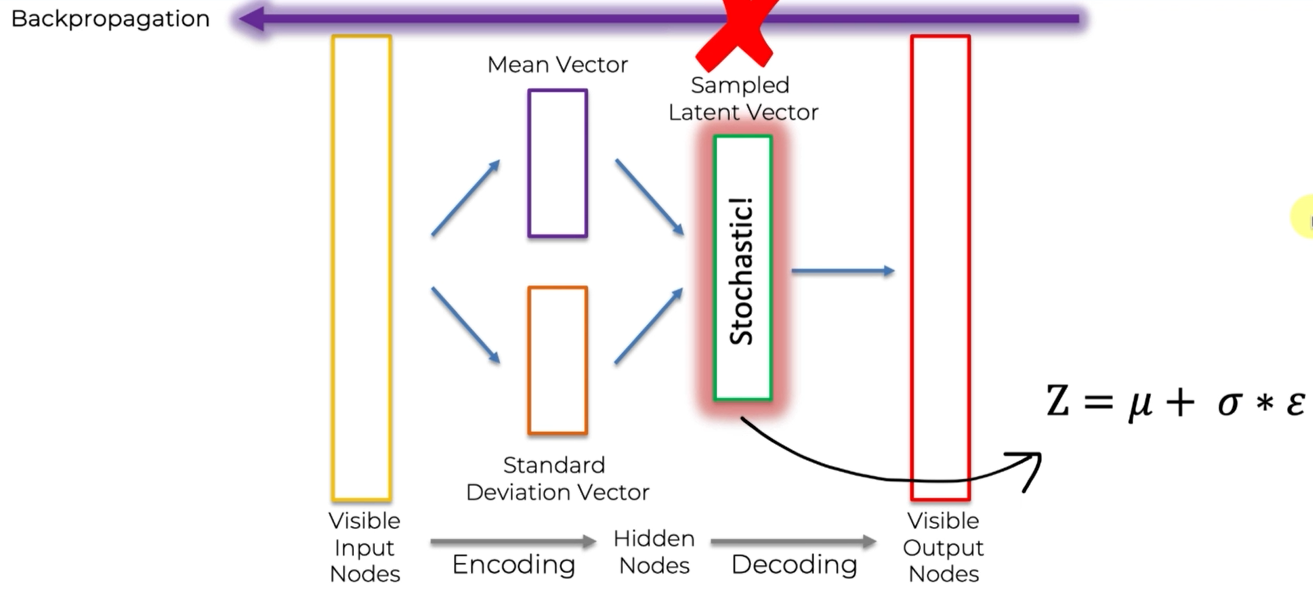 Backpropagation
Mean Vector
Sampled
Latent Vector
Stochastic!
Z = μ + σ * ε
Standard
Deviation Vector
Visible
Input
Nodes
Encoding
Hidden
Nodes
Decoding
Visible
Output
Nodes